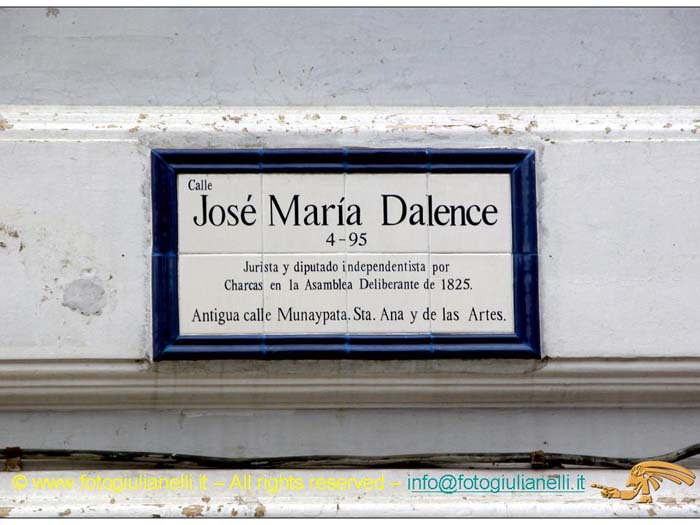 Calle
José María Dalence
4-95
Jurista y diputado independentista por
Charcas en la Asamblea Deliberante de 1825.
Antigua calle Munaypata. Sta. Ana y de las Artes.
© www.fotogiulianelli.it – All rights reserved – info@fotogiulianelli.it